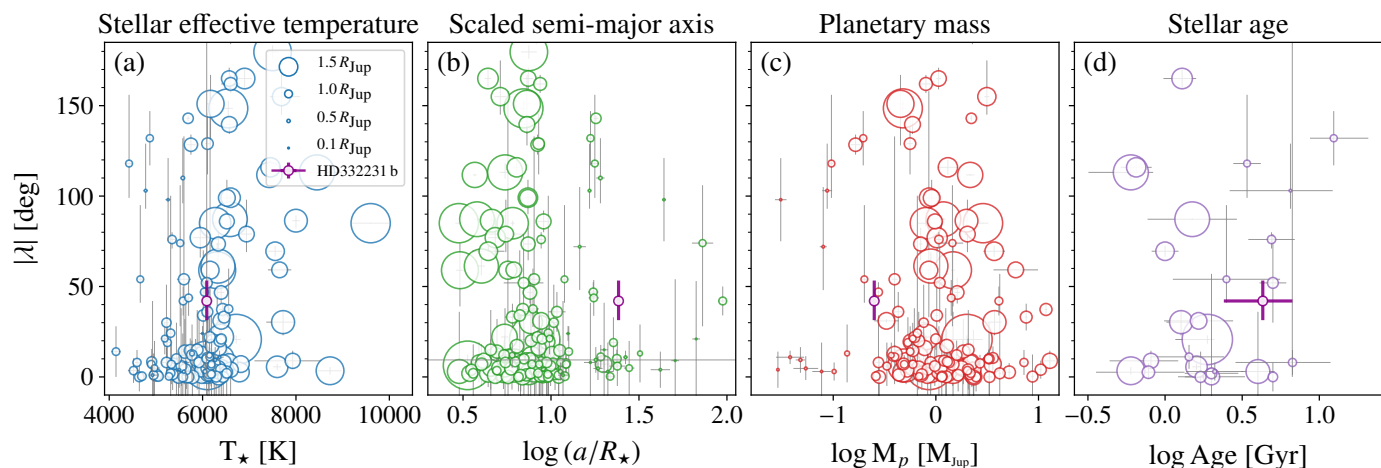 Stellar effective temperature
Scaled semi-major axis
Planetary mass
Stellar age
(a)
(b)
(c)
(d)
1.5 R_Jup
1.0 R_Jup
0.5 R_Jup
0.1 R_Jup
HD332231 b
|λ| [deg]
150
100
50
0
4000 6000 8000 10000
0.5 1.0 1.5 2.0
−1 0 1
−0.5 0.0 0.5 1.0
T★ [K]
log (a/R★)
log M_p [M_Jup]
log Age [Gyr]